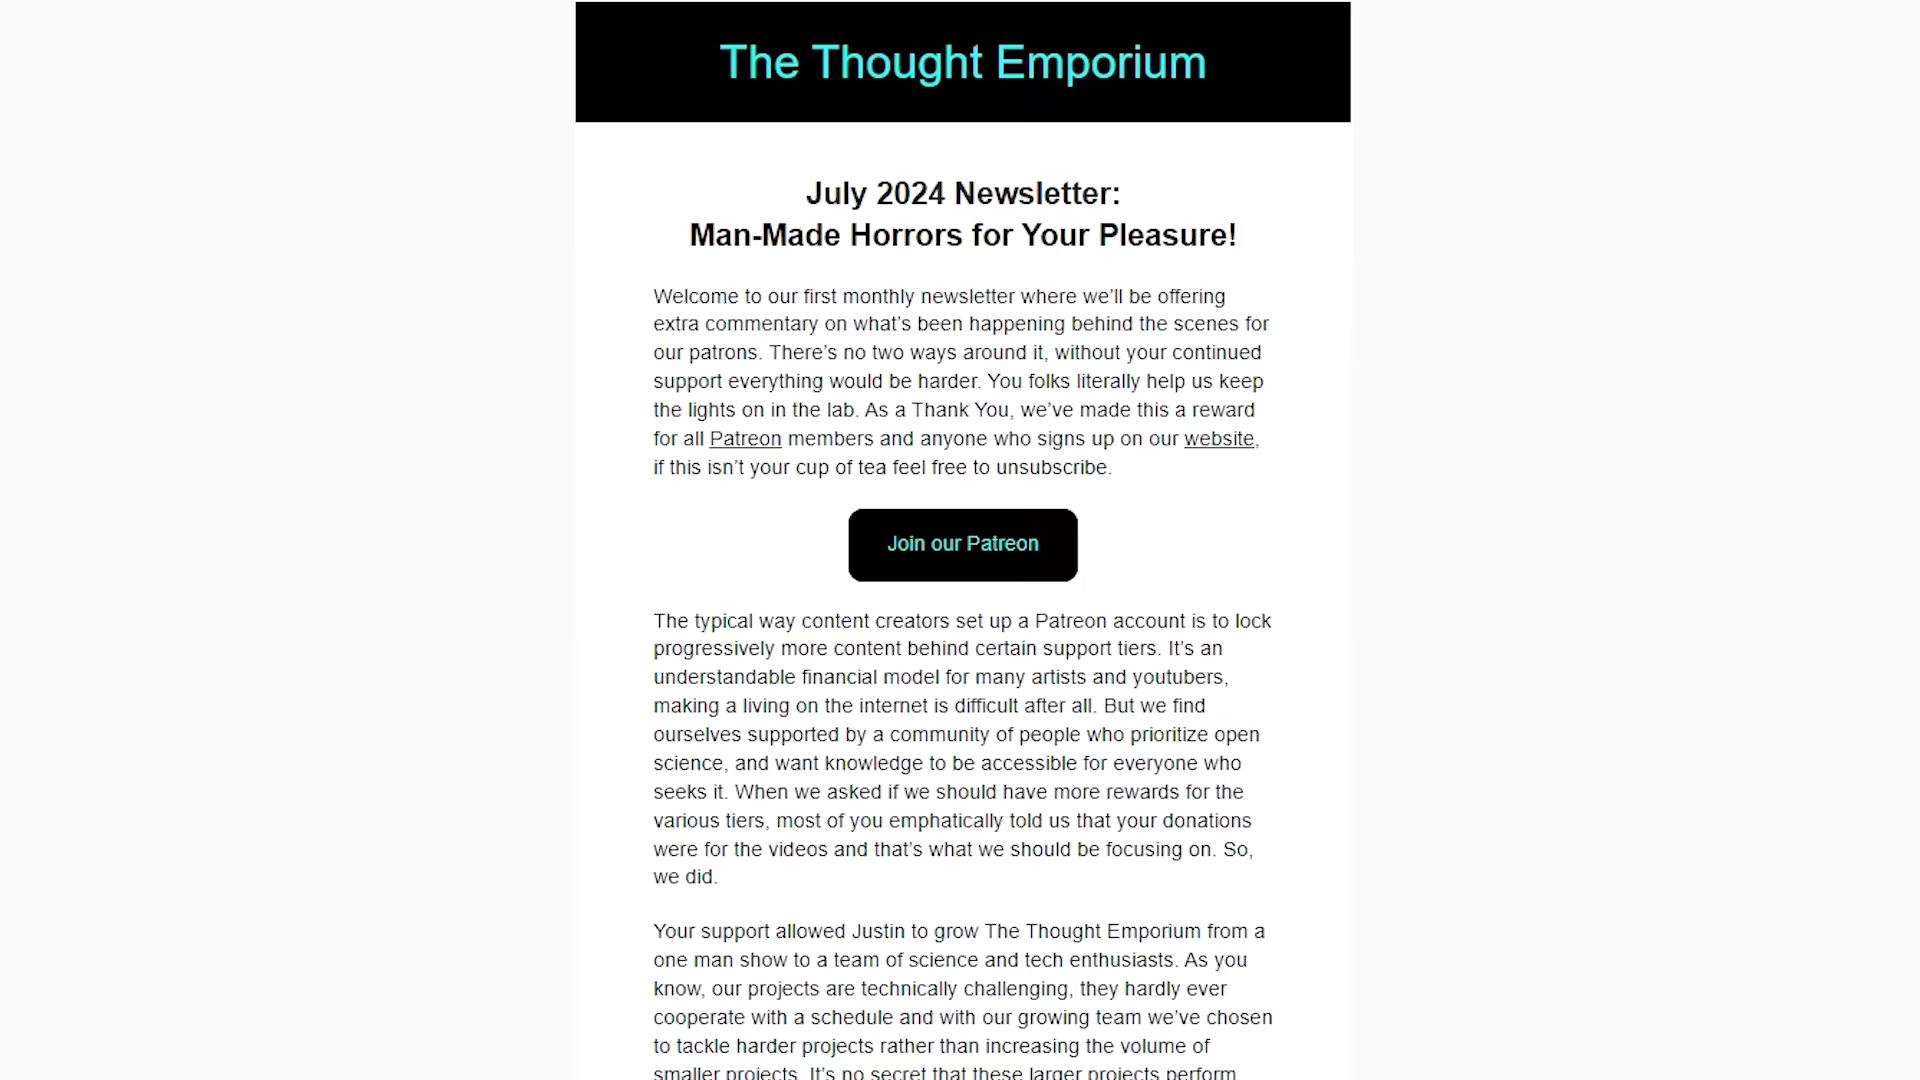 The Thought Emporium
July 2024 Newsletter:
Man-Made Horrors for Your Pleasure!
Welcome to our first monthly newsletter where we’ll be offering
extra commentary on what’s been happening behind the scenes for
our patrons. There’s no two ways around it, without your continued
support everything would be harder. You folks literally help us keep
the lights on in the lab. As a Thank You, we’ve made this a reward
for all Patreon members and anyone who signs up on our website,
if this isn’t your cup of tea feel free to unsubscribe.
Join our Patreon
The typical way content creators set up a Patreon account is to lock
progressively more content behind certain support tiers. It’s an
understandable financial model for many artists and youtubers,
making a living on the internet is difficult after all. But we find
ourselves supported by a community of people who prioritize open
science, and want knowledge to be accessible for everyone who
seeks it. When we asked if we should have more rewards for the
various tiers, most of you emphatically told us that your donations
were for the videos and that’s what we should be focusing on. So,
we did.
Your support allowed Justin to grow The Thought Emporium from a
one man show to a team of science and tech enthusiasts. As you
know, our projects are technically challenging, they hardly ever
cooperate with a schedule and with our growing team we’ve chosen
to tackle harder projects rather than increasing the volume of
smaller projects. It’s no secret that these larger projects perform